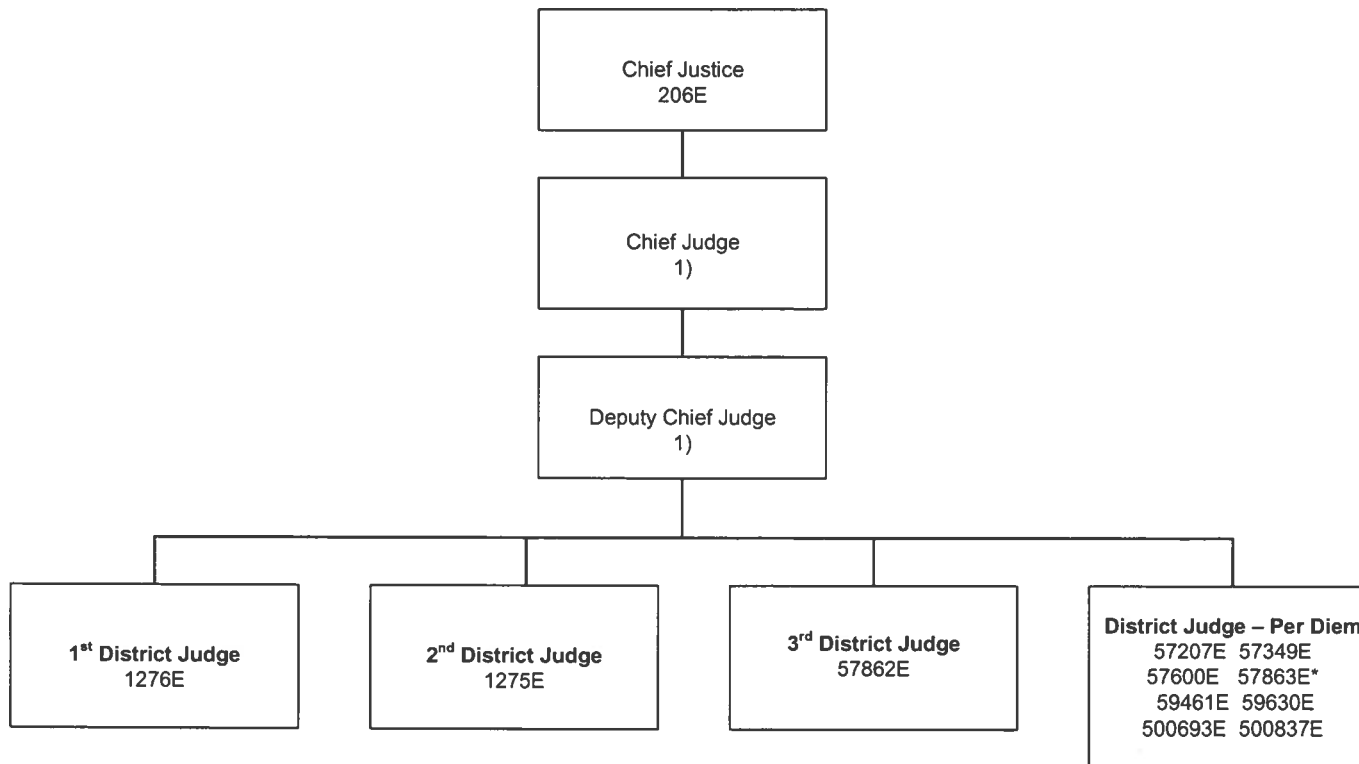 Chief Justice
206E
Chief Judge
1)
Deputy Chief Judge
1)
1st District Judge
1276E
2nd District Judge
1275E
3rd District Judge
57862E
District Judge – Per Diem
57207E 57349E
57600E 57863E*
59461E 59630E
500693E 500837E